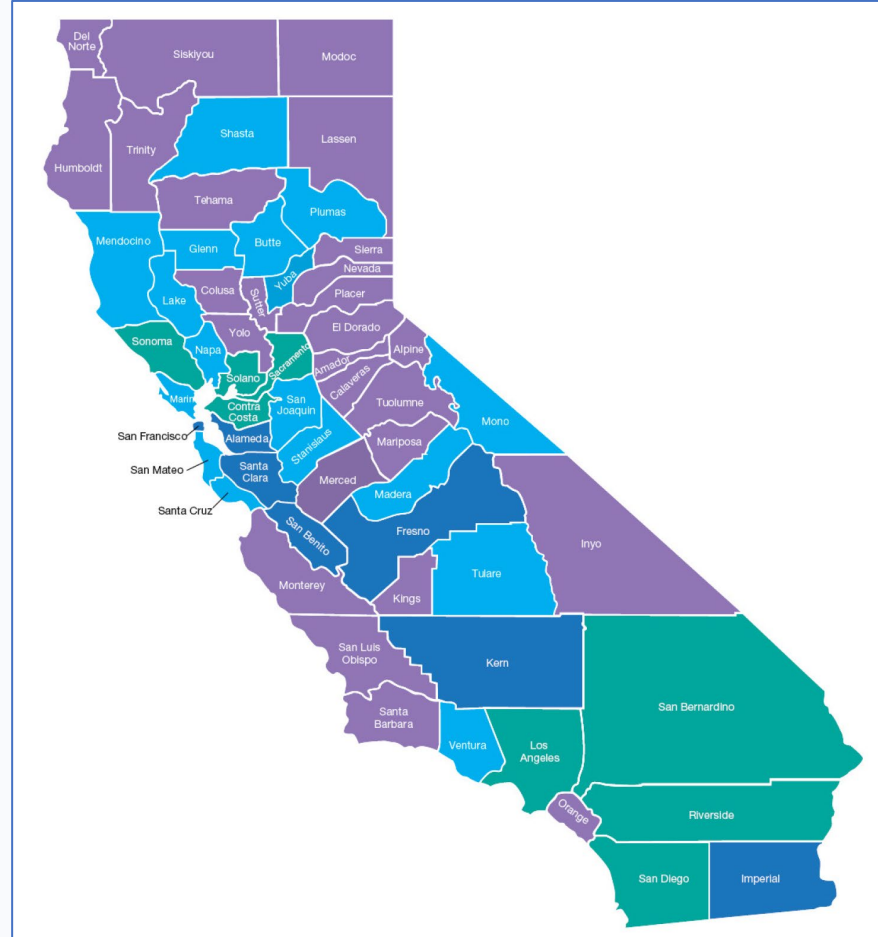 Del
Norte
Siskiyou
Modoc
Humboldt
Trinity
Shasta
Lassen
Tehama
Plumas
Mendocino
Glenn
Butte
Sierra
Nevada
Yuba
Colusa
Sutter
Placer
Lake
El Dorado
Yolo
Sonoma
Napa
Sacramento
Alpine
Amador
Solano
Calaveras
Marin
Contra
Costa
San
Joaquin
Tuolumne
Mono
San Francisco
Alameda
Stanislaus
Mariposa
San Mateo
Santa
Clara
Merced
Madera
Santa Cruz
San Benito
Fresno
Inyo
Tulare
Monterey
Kings
San Luis
Obispo
Kern
San Bernardino
Santa
Barbara
Ventura
Los
Angeles
Orange
Riverside
San Diego
Imperial